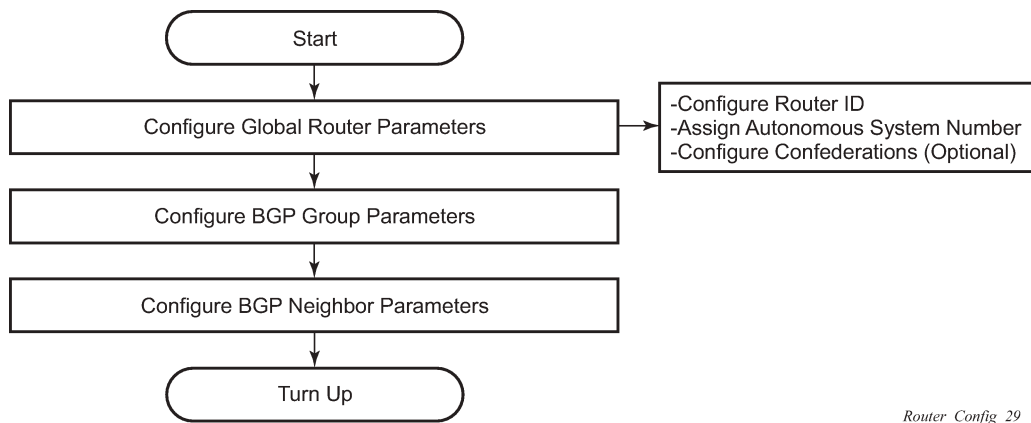 Start
Configure Global Router Parameters
-Configure Router ID
-Assign Autonomous System Number
-Configure Confederations (Optional)
Configure BGP Group Parameters
Configure BGP Neighbor Parameters
Turn Up
Router_Config_29